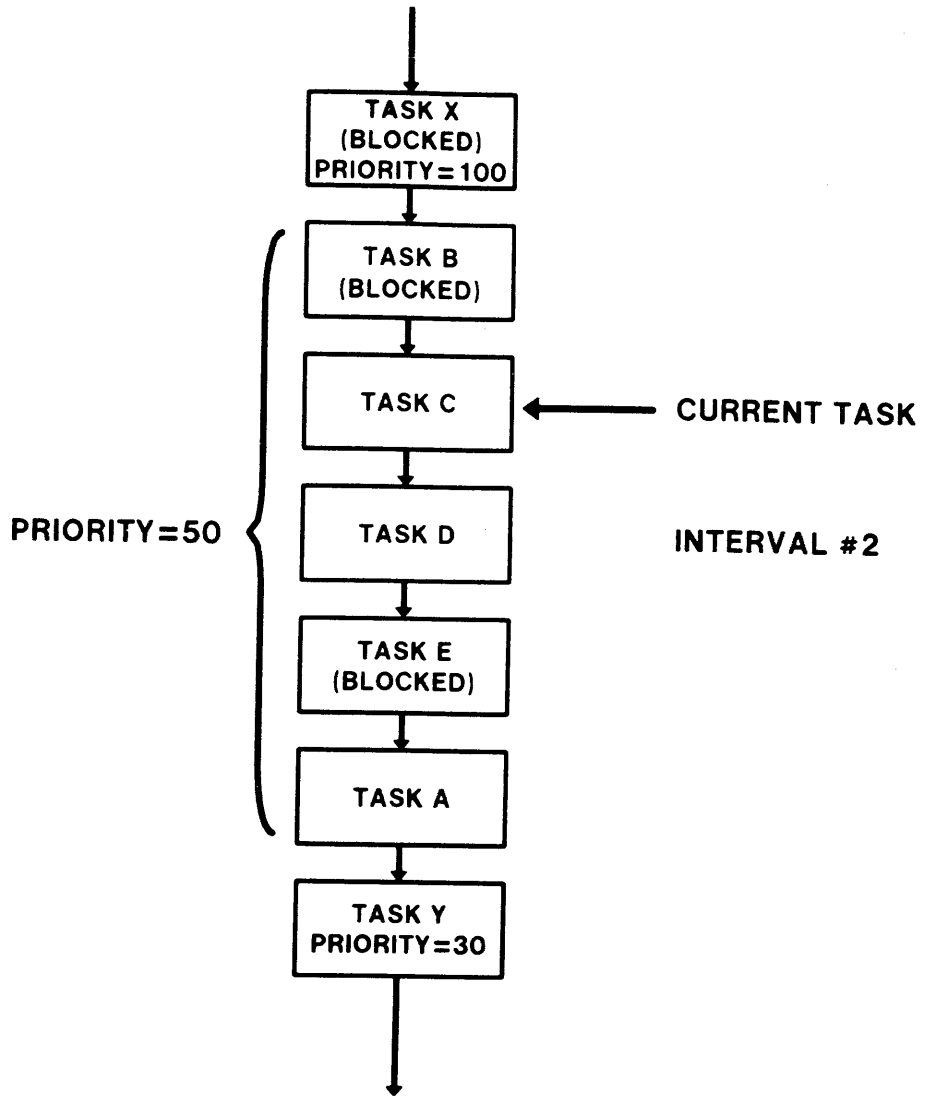 TASK X
(BLOCKED)
PRIORITY=100
TASK B
(BLOCKED)
TASK C
CURRENT TASK
PRIORITY=50
TASK D
INTERVAL #2
TASK E
(BLOCKED)
TASK A
TASK Y
PRIORITY=30